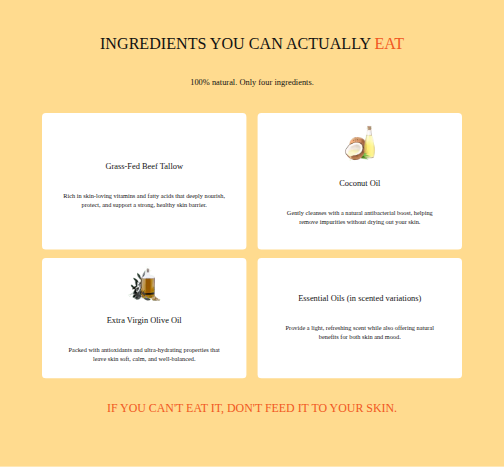 INGREDIENTS YOU CAN ACTUALLY EAT
100% natural. Only four ingredients.
Grass-Fed Beef Tallow
Rich in skin-loving vitamins and fatty acids that deeply nourish,
protect, and support a strong, healthy skin barrier.
Coconut Oil
Gently cleanses with a natural antibacterial boost, helping
remove impurities without drying out your skin.
Extra Virgin Olive Oil
Packed with antioxidants and ultra-hydrating properties that
leave skin soft, calm, and well-balanced.
Essential Oils (in scented variations)
Provide a light, refreshing scent while also offering natural
benefits for both skin and mood.
IF YOU CAN'T EAT IT, DON'T FEED IT TO YOUR SKIN.